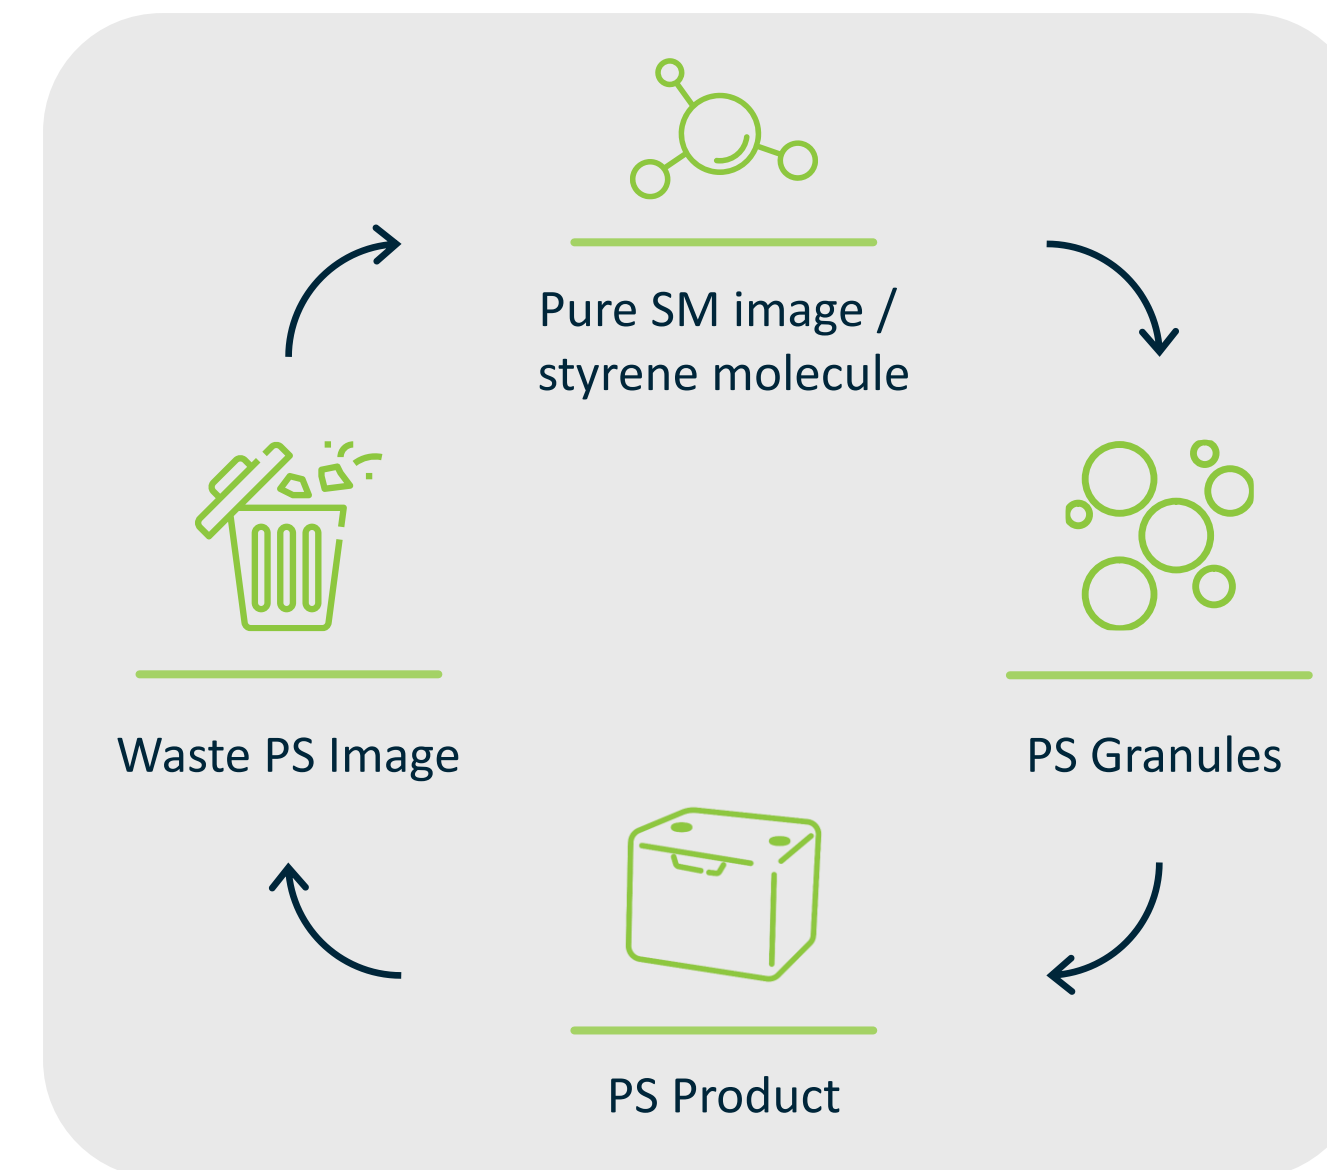 Pure SM image /
styrene molecule
Waste PS Image
PS Granules
PS Product